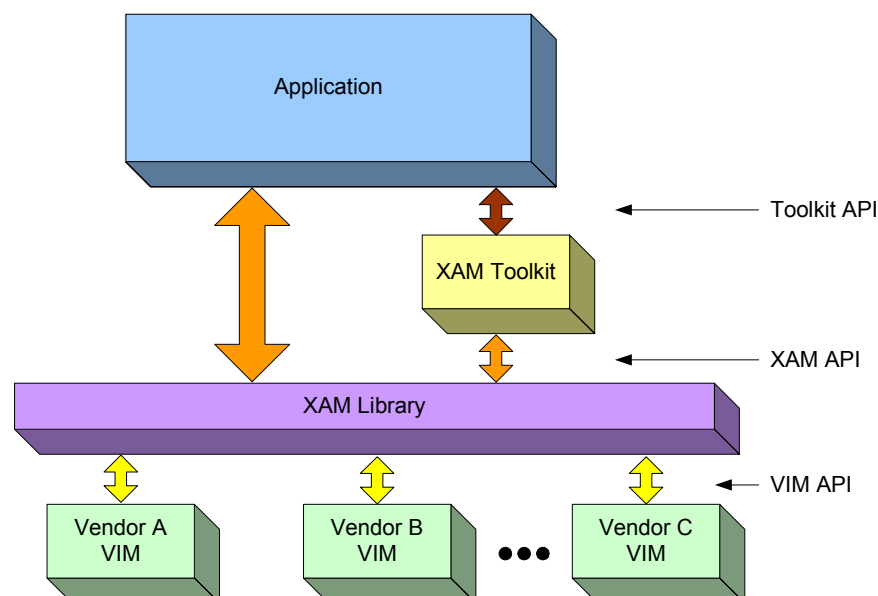 Application
Toolkit API
XAM Toolkit
XAM API
XAM Library
VIM API
Vendor A
VIM
Vendor B
VIM
Vendor C
VIM